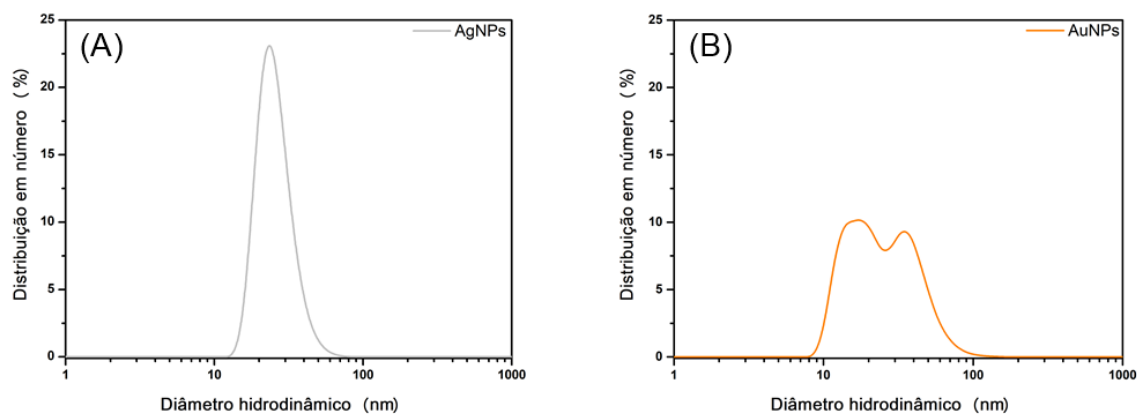 (A)
AgNPs
25
20
15
10
5
0
Distribuição em número ( %)
1 10 100 1000
Diâmetro hidrodinâmico (nm)
(B)
AuNPs
25
20
15
10
5
0
Distribuição em número ( %)
1 10 100 1000
Diâmetro hidrodinâmico (nm)